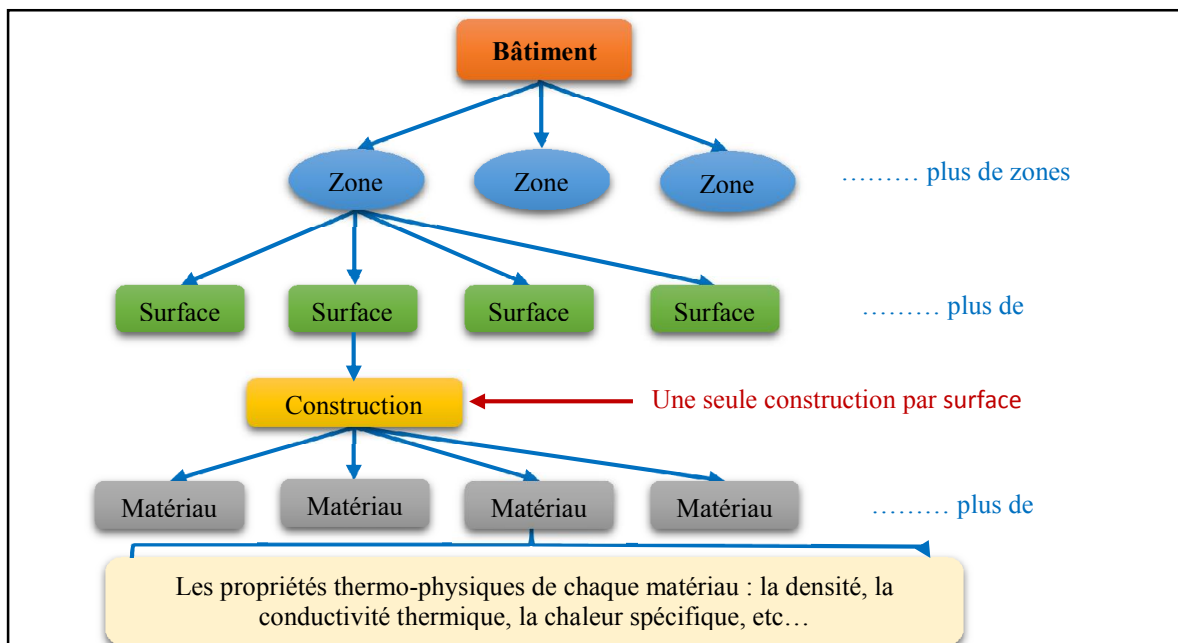 Bâtiment
Zone Zone Zone ……… plus de zones
Surface Surface Surface Surface ……… plus de
Construction Une seule construction par surface
Matériau Matériau Matériau Matériau ……… plus de
Les propriétés thermo-physiques de chaque matériau : la densité, la
conductivité thermique, la chaleur spécifique, etc…